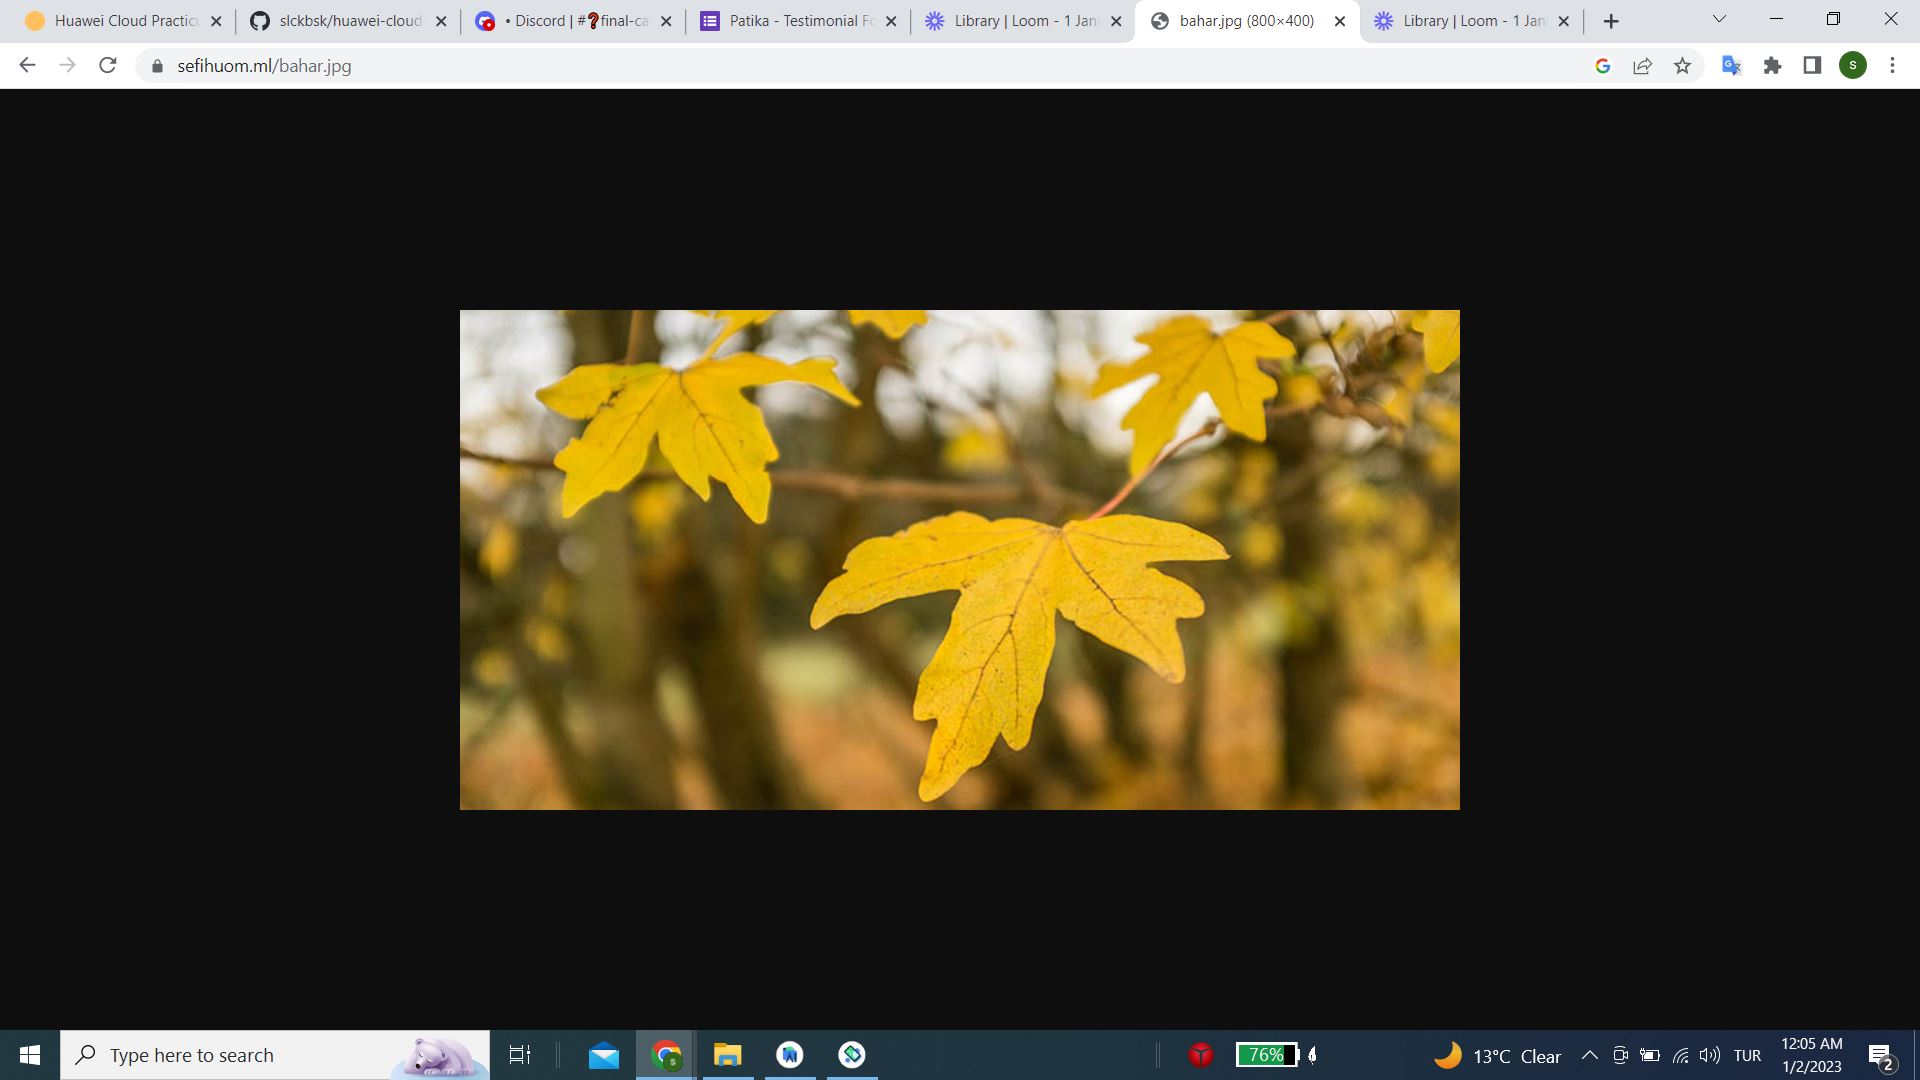 Huawei Cloud Practicu
slckbsk/huawei-cloud-
• Discord | #❓final-ca
Patika - Testimonial Fo
Library | Loom - 1 Jan
bahar.jpg (800×400)
Library | Loom - 1 Jan
sefihuom.ml/bahar.jpg
S
Type here to search
76%
13°C Clear
TUR
12:05 AM
1/2/2023
2